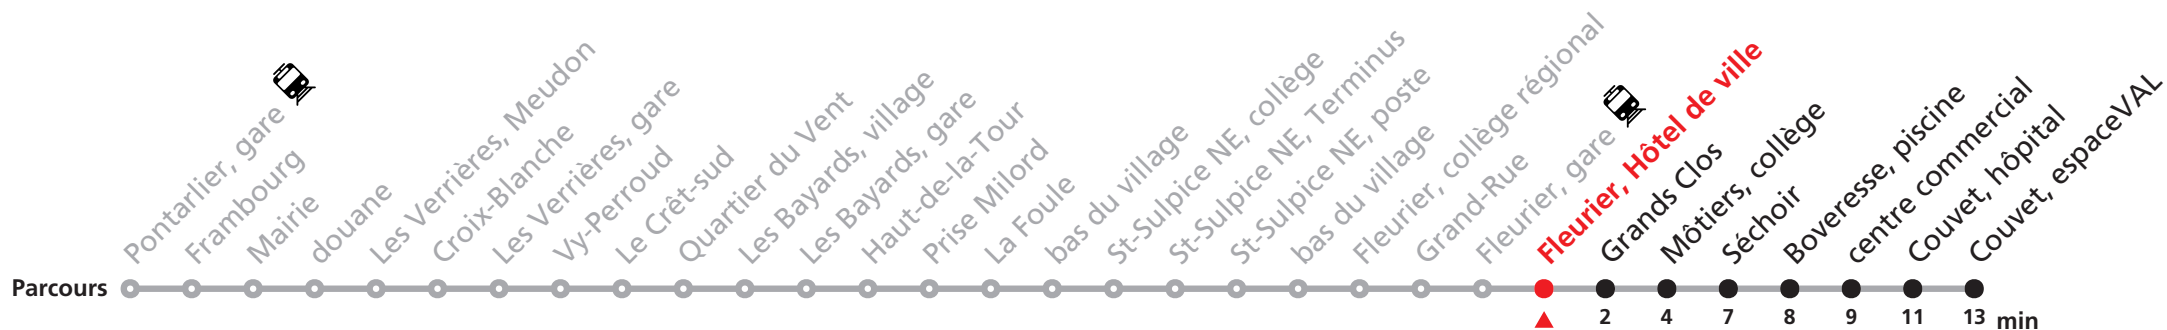 Pontarlier, gare
Frambourg
Mairie
douane
Les Verrières, Meudon
Croix-Blanche
Les Verrières, gare
Vy-Perroud
Le Crêt-sud
Quartier du Vent
Les Bayards, village
Les Bayards, gare
Haut-de-la-Tour
Prise Milord
La Foule
bas du village
St-Sulpice NE, collège
St-Sulpice NE, Terminus
St-Sulpice NE, poste
bas du village
Fleurier, collège régional
Grand-Rue
Fleurier, gare
Fleurier, Hôtel de ville
Grands Clos
Môtiers, collège
Séchoir
Boveresse, piscine
centre commercial
Couvet, hôpital
Couvet, espaceVAL
Parcours
2 4 7 8 9 11 13 min